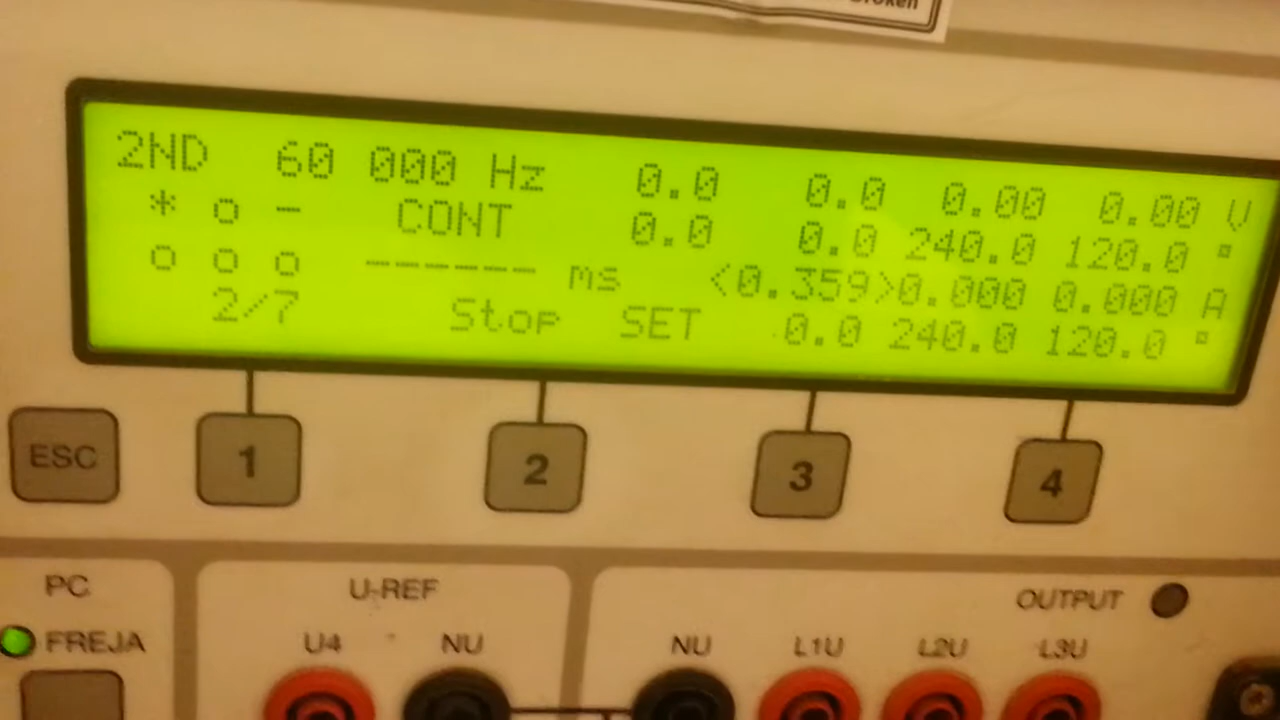 Broken
2ND 60 000 Hz 0.0 0.0 0.00 0.00 V
* o - CONT 0.0 0.0 240.0 120.0 °
o o o ------ ms <0.359>0.000 0.000 A
2/7 Stop SET 0.0 240.0 120.0 °
ESC 1 2 3 4
PC U-REF OUTPUT
FREJA U4 NU NU L1U L2U L3U